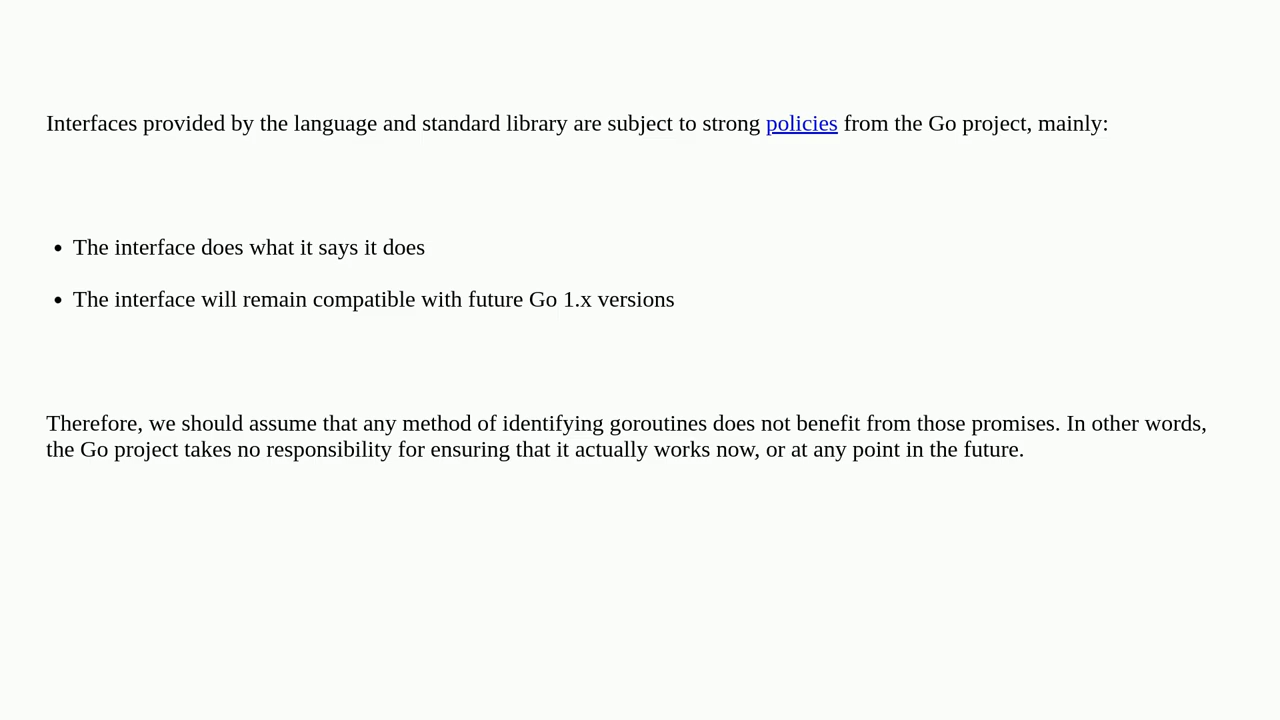 Interfaces provided by the language and standard library are subject to strong policies from the Go project, mainly:
• The interface does what it says it does
• The interface will remain compatible with future Go 1.x versions
Therefore, we should assume that any method of identifying goroutines does not benefit from those promises. In other words,
the Go project takes no responsibility for ensuring that it actually works now, or at any point in the future.